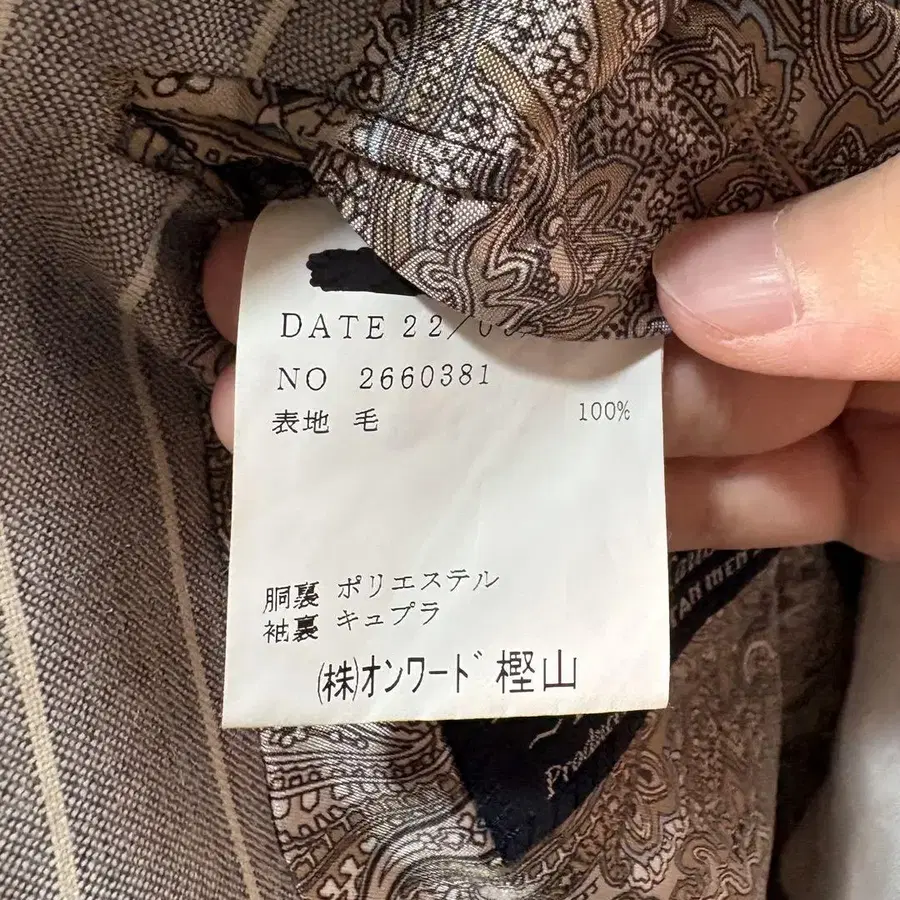 DATE 22/0
NO 2660381
表地 毛 100%
胴裏 ポリエステル
袖裏 キュプラ
(株)オンワード 樫山